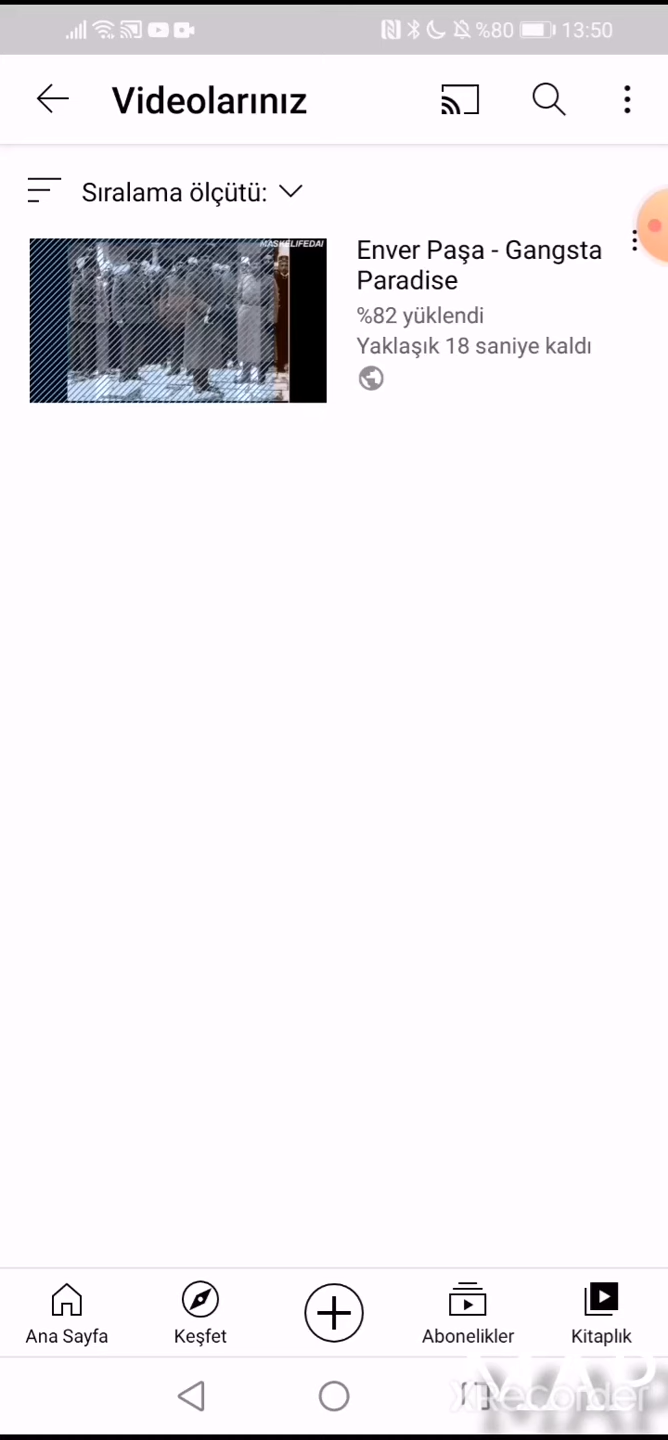 %80 13:50
Videolarınız
Sıralama ölçütü:
MASKELIFEDAI
Enver Paşa - Gangsta
Paradise
%82 yüklendi
Yaklaşık 18 saniye kaldı
Ana Sayfa
Keşfet
Abonelikler
Kitaplık
XRecorder